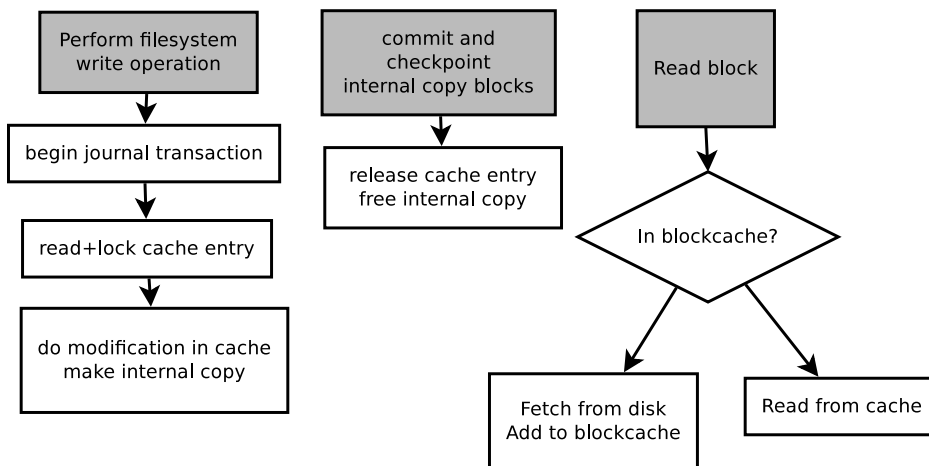 Perform filesystem
write operation
begin journal transaction
read+lock cache entry
do modification in cache
make internal copy
commit and
checkpoint
internal copy blocks
release cache entry
free internal copy
Read block
In blockcache?
Fetch from disk
Add to blockcache
Read from cache